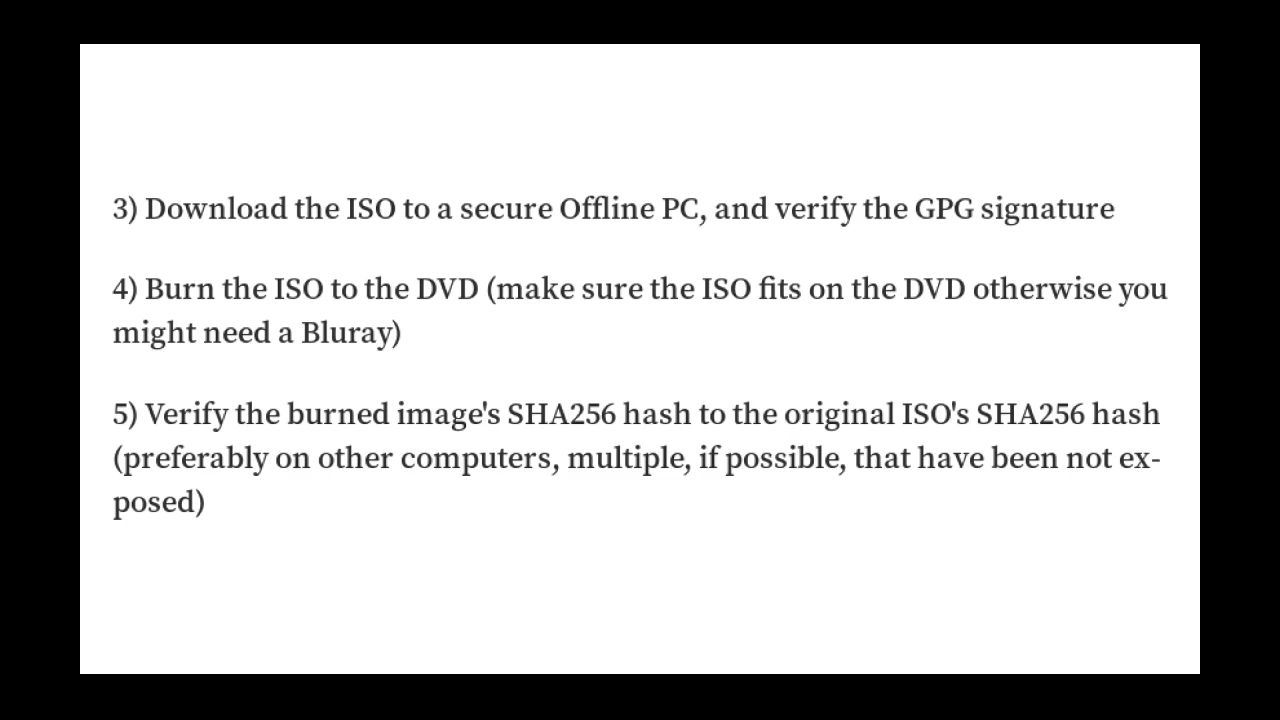 3) Download the ISO to a secure Offline PC, and verify the GPG signature
4) Burn the ISO to the DVD (make sure the ISO fits on the DVD otherwise you
might need a Bluray)
5) Verify the burned image's SHA256 hash to the original ISO's SHA256 hash
(preferably on other computers, multiple, if possible, that have been not ex-
posed)